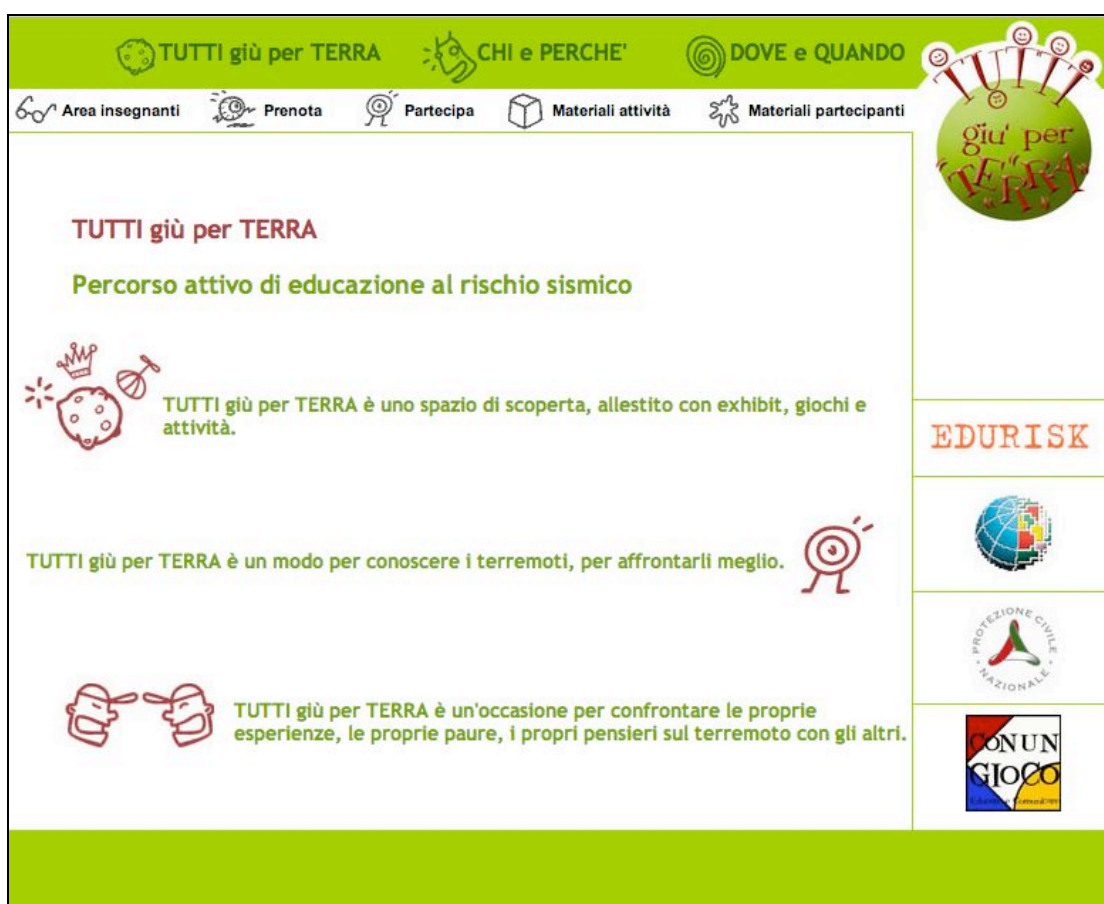 TUTTI giù per TERRA
CHI e PERCHE'
DOVE e QUANDO
TUTTI
giu' per
"TE"RRA"
Area insegnanti
Prenota
Partecipa
Materiali attività
Materiali partecipanti
TUTTI giù per TERRA
Percorso attivo di educazione al rischio sismico
TUTTI giù per TERRA è uno spazio di scoperta, allestito con exhibit, giochi e
attività.
TUTTI giù per TERRA è un modo per conoscere i terremoti, per affrontarli meglio.
TUTTI giù per TERRA è un'occasione per confrontare le proprie
esperienze, le proprie paure, i propri pensieri sul terremoto con gli altri.
EDURISK
PROTEZIONE CIVILE
NAZIONALE
CON UN
GIOCO